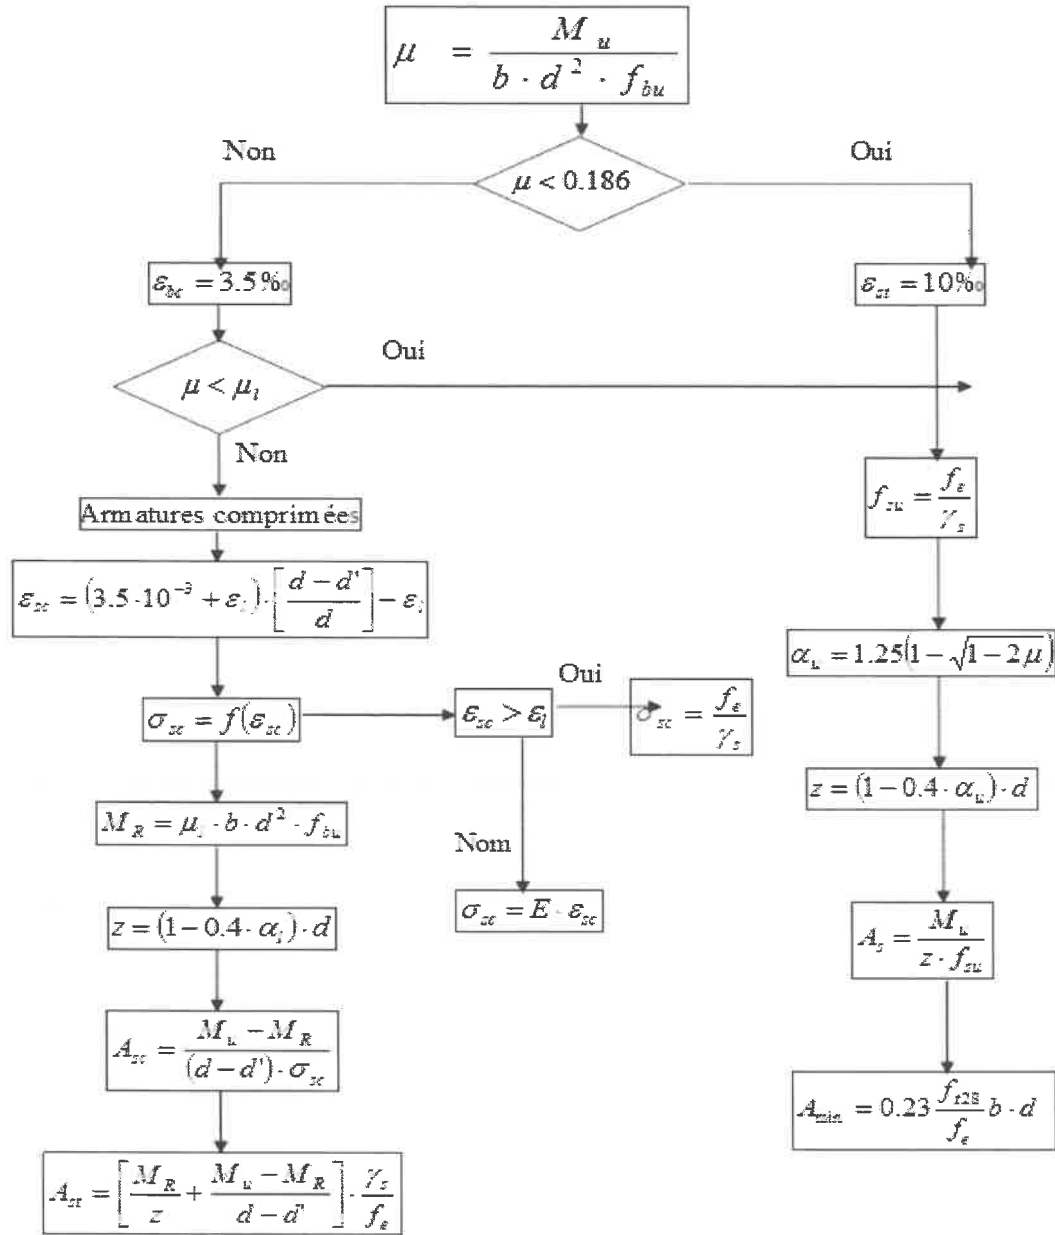 μ = M_u / (b · d² · f_bu)
Non
Oui
μ < 0.186
ε_bc = 3.5‰
ε_st = 10‰
Oui
μ < μ_l
Non
f_su = f_e / γ_s
Armatures comprimées
ε_sc = (3.5 · 10⁻³ + ε_l) · [(d − d') / d] − ε_l
α_u = 1.25(1 − √(1 − 2μ))
Oui
σ_sc = f(ε_sc)
ε_sc > ε_l
σ_sc = f_e / γ_s
z = (1 − 0.4 · α_u) · d
M_R = μ_l · b · d² · f_bu
Nom
σ_sc = E · ε_sc
z = (1 − 0.4 · α_l) · d
A_s = M_u / (z · f_su)
A_sc = (M_u − M_R) / ((d − d') · σ_sc)
A_min = 0.23 f_t28 / f_e b · d
A_st = [M_R / z + (M_u − M_R) / (d − d')] · γ_s / f_e